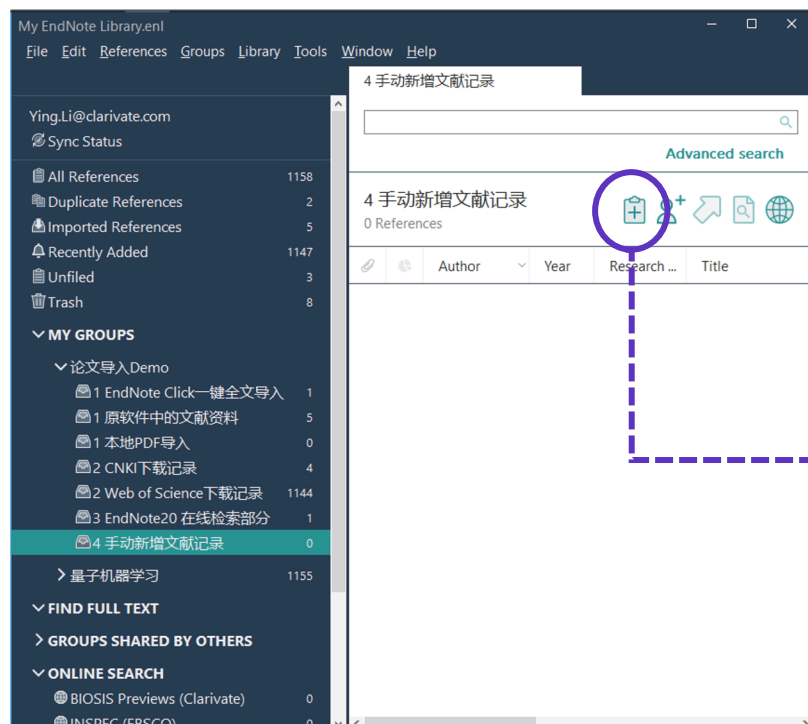 My EndNote Library.enl
File Edit References Groups Library Tools Window Help
4 手动新增文献记录
Ying.Li@clarivate.com
Sync Status
Advanced search
All References 1158
Duplicate References 2
Imported References 5
Recently Added 1147
Unfiled 3
Trash 8
4 手动新增文献记录
0 References
Author Year Research ... Title
MY GROUPS
论文导入Demo
1 EndNote Click一键全文导入 1
1 原软件中的文献资料 5
1 本地PDF导入 0
2 CNKI下载记录 4
2 Web of Science下载记录 1144
3 EndNote20 在线检索部分 1
4 手动新增文献记录 0
量子机器学习 1155
FIND FULL TEXT
GROUPS SHARED BY OTHERS
ONLINE SEARCH
BIOSIS Previews (Clarivate) 0
INSPEC (EBSCO) 0